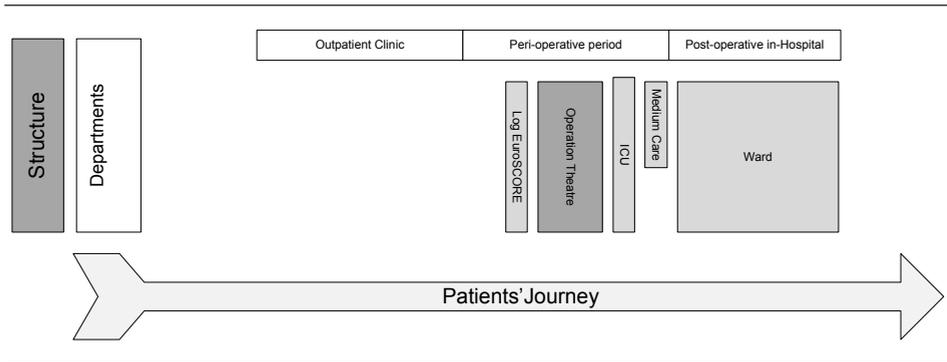 Outpatient Clinic
Peri-operative period
Post-operative in-Hospital
Structure
Departments
Log EuroSCORE
Operation Theatre
ICU
Medium Care
Ward
Patients'Journey